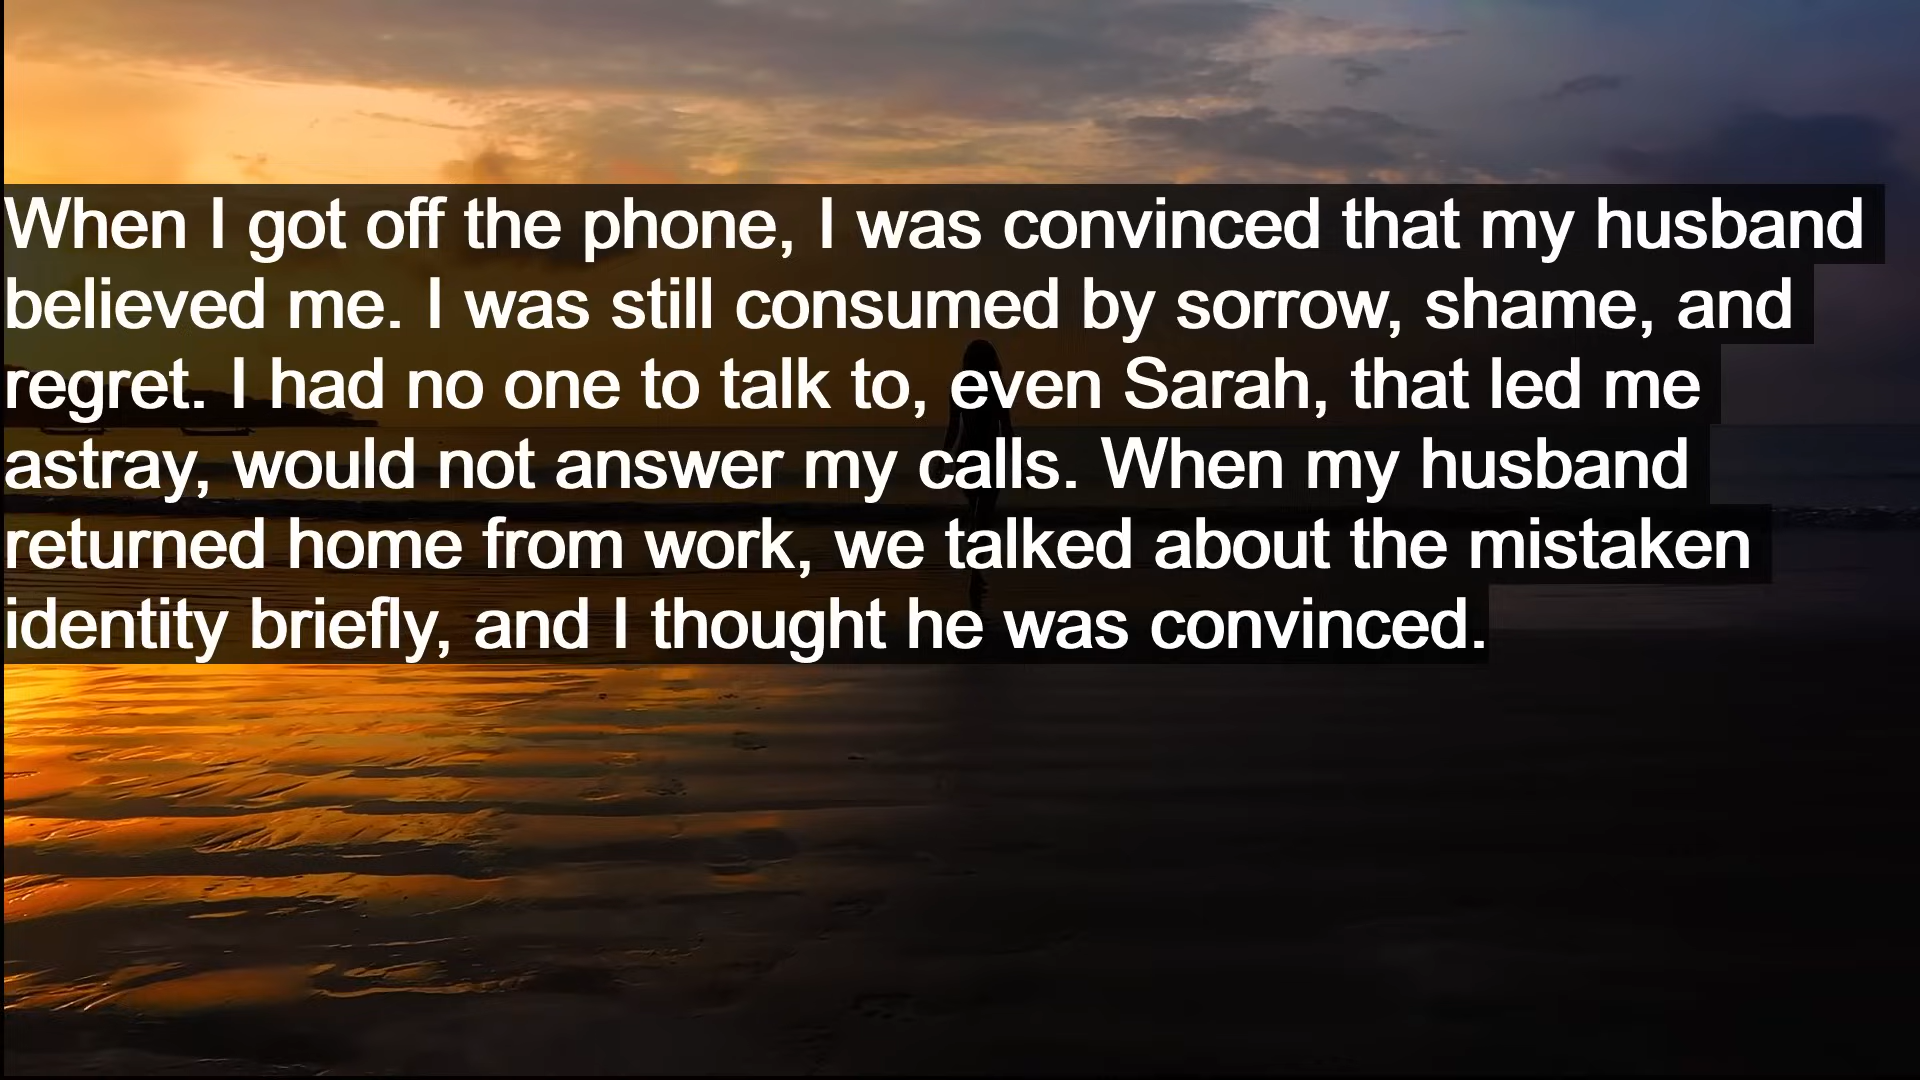 When I got off the phone, I was convinced that my husband
believed me. I was still consumed by sorrow, shame, and
regret. I had no one to talk to, even Sarah, that led me
astray, would not answer my calls. When my husband
returned home from work, we talked about the mistaken
identity briefly, and I thought he was convinced.